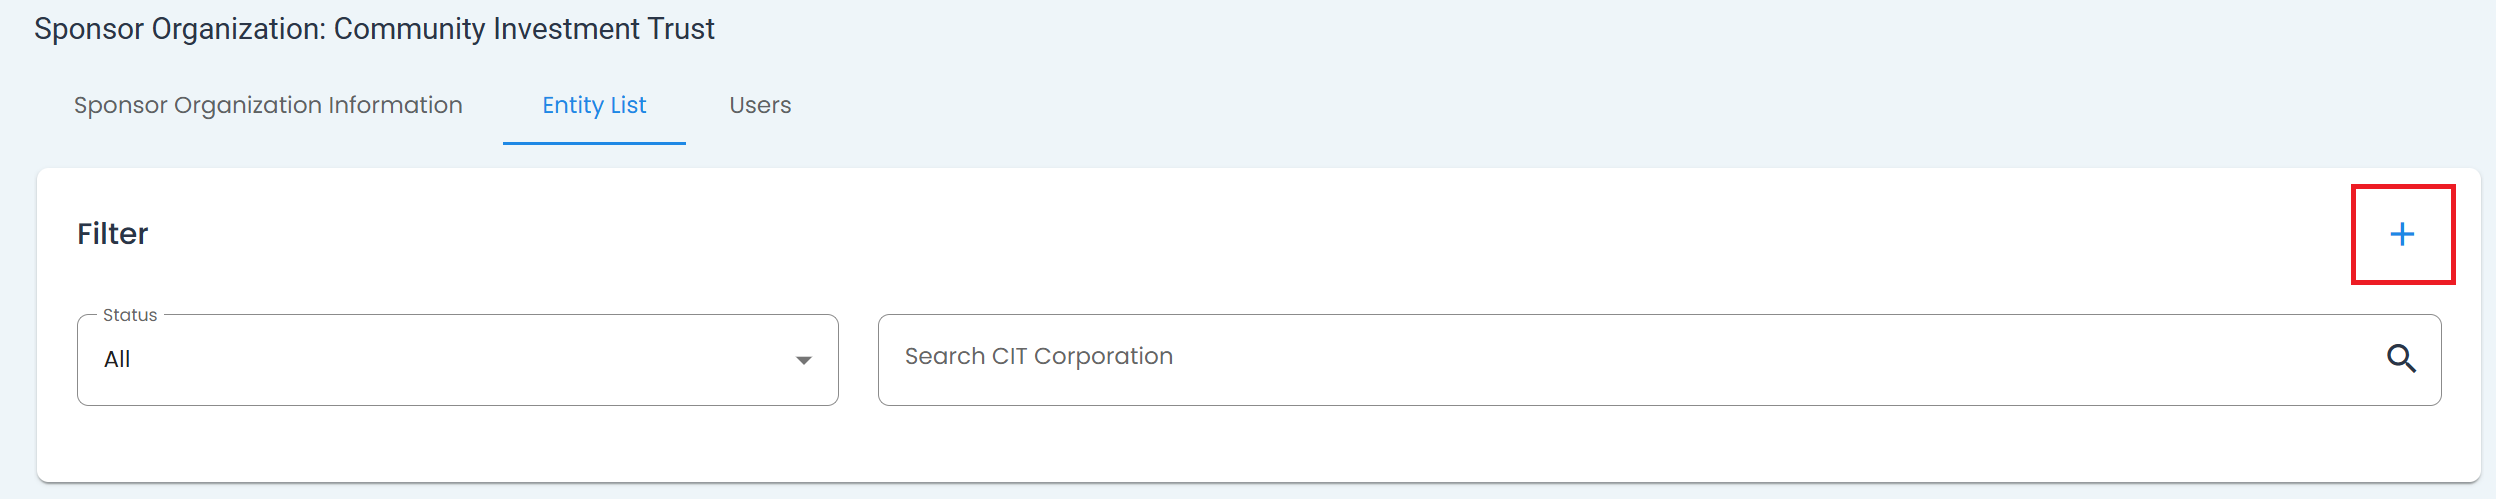 Sponsor Organization: Community Investment Trust
Sponsor Organization Information Entity List Users
Filter
Status
All
Search CIT Corporation